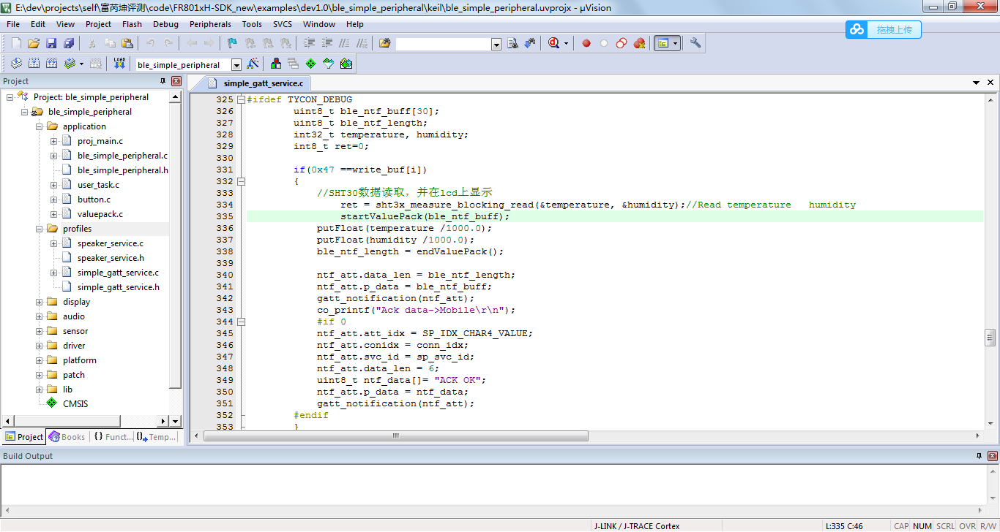 E:\dev\projects\self\富芮坤评测\code\FR801xH-SDK_new\examples\dev1.0\ble_simple_peripheral\keil\ble_simple_peripheral.uvprojx - µVision
File Edit View Project Flash Debug Peripherals Tools SVCS Window Help
拖拽上传
LOAD
ble_simple_peripheral
Project
Project: ble_simple_peripheral
ble_simple_peripheral
application
proj_main.c
ble_simple_peripheral.c
ble_simple_peripheral.h
user_task.c
button.c
valuepack.c
profiles
speaker_service.c
speaker_service.h
simple_gatt_service.c
simple_gatt_service.h
display
audio
sensor
driver
platform
patch
lib
CMSIS
Project Books {} Funct... 0 Temp...
simple_gatt_service.c
325 #ifdef TYCON_DEBUG
326 uint8_t ble_ntf_buff[30];
327 uint8_t ble_ntf_length;
328 int32_t temperature, humidity;
329 int8_t ret=0;
330
331 if(0x47 ==write_buf[i])
332 {
333 //SHT30数据读取，并在lcd上显示
334 ret = sht3x_measure_blocking_read(&temperature, &humidity);//Read temperature humidity
335 startValuePack(ble_ntf_buff);
336 putFloat(temperature /1000.0);
337 putFloat(humidity /1000.0);
338 ble_ntf_length = endValuePack();
339
340 ntf_att.data_len = ble_ntf_length;
341 ntf_att.p_data = ble_ntf_buff;
342 gatt_notification(ntf_att);
343 co_printf("Ack data->Mobile\r\n");
344 #if 0
345 ntf_att.att_idx = SP_IDX_CHAR4_VALUE;
346 ntf_att.conidx = conn_idx;
347 ntf_att.svc_id = sp_svc_id;
348 ntf_att.data_len = 6;
349 uint8_t ntf_data[]= "ACK OK";
350 ntf_att.p_data = ntf_data;
351 gatt_notification(ntf_att);
352 #endif
353 }
Build Output
J-LINK / J-TRACE Cortex L:335 C:46 CAP NUM SCRL OVR R/W